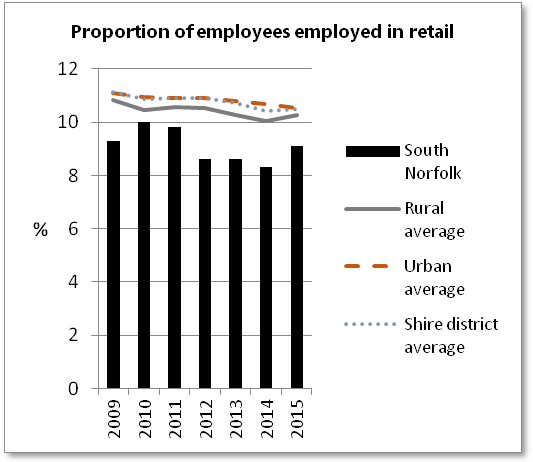 Proportion of employees employed in retail
12
10
8
6
4
2
0
%
2009
2010
2011
2012
2013
2014
2015
South
Norfolk
Rural
average
Urban
average
Shire district
average